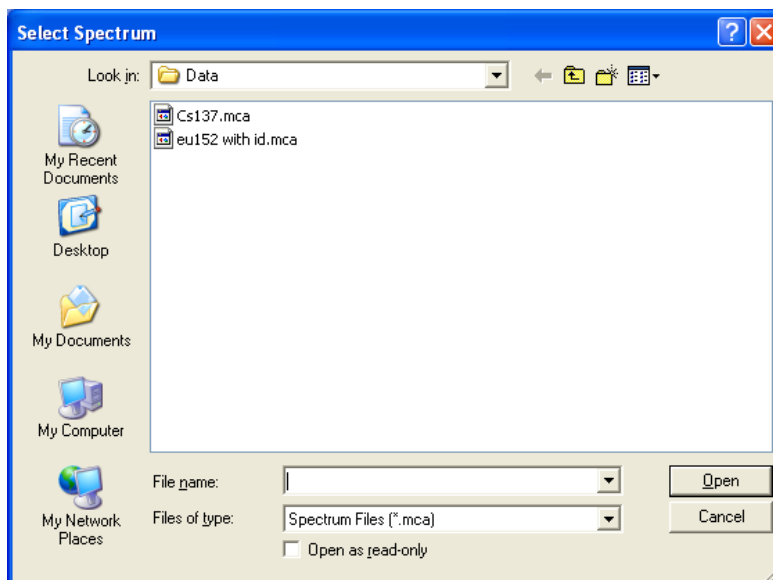 Select Spectrum
Look in: Data
Cs137.mca
eu152 with id.mca
My Recent
Documents
Desktop
My Documents
My Computer
My Network
Places
File name:
Open
Files of type: Spectrum Files (*.mca)
Cancel
Open as read-only